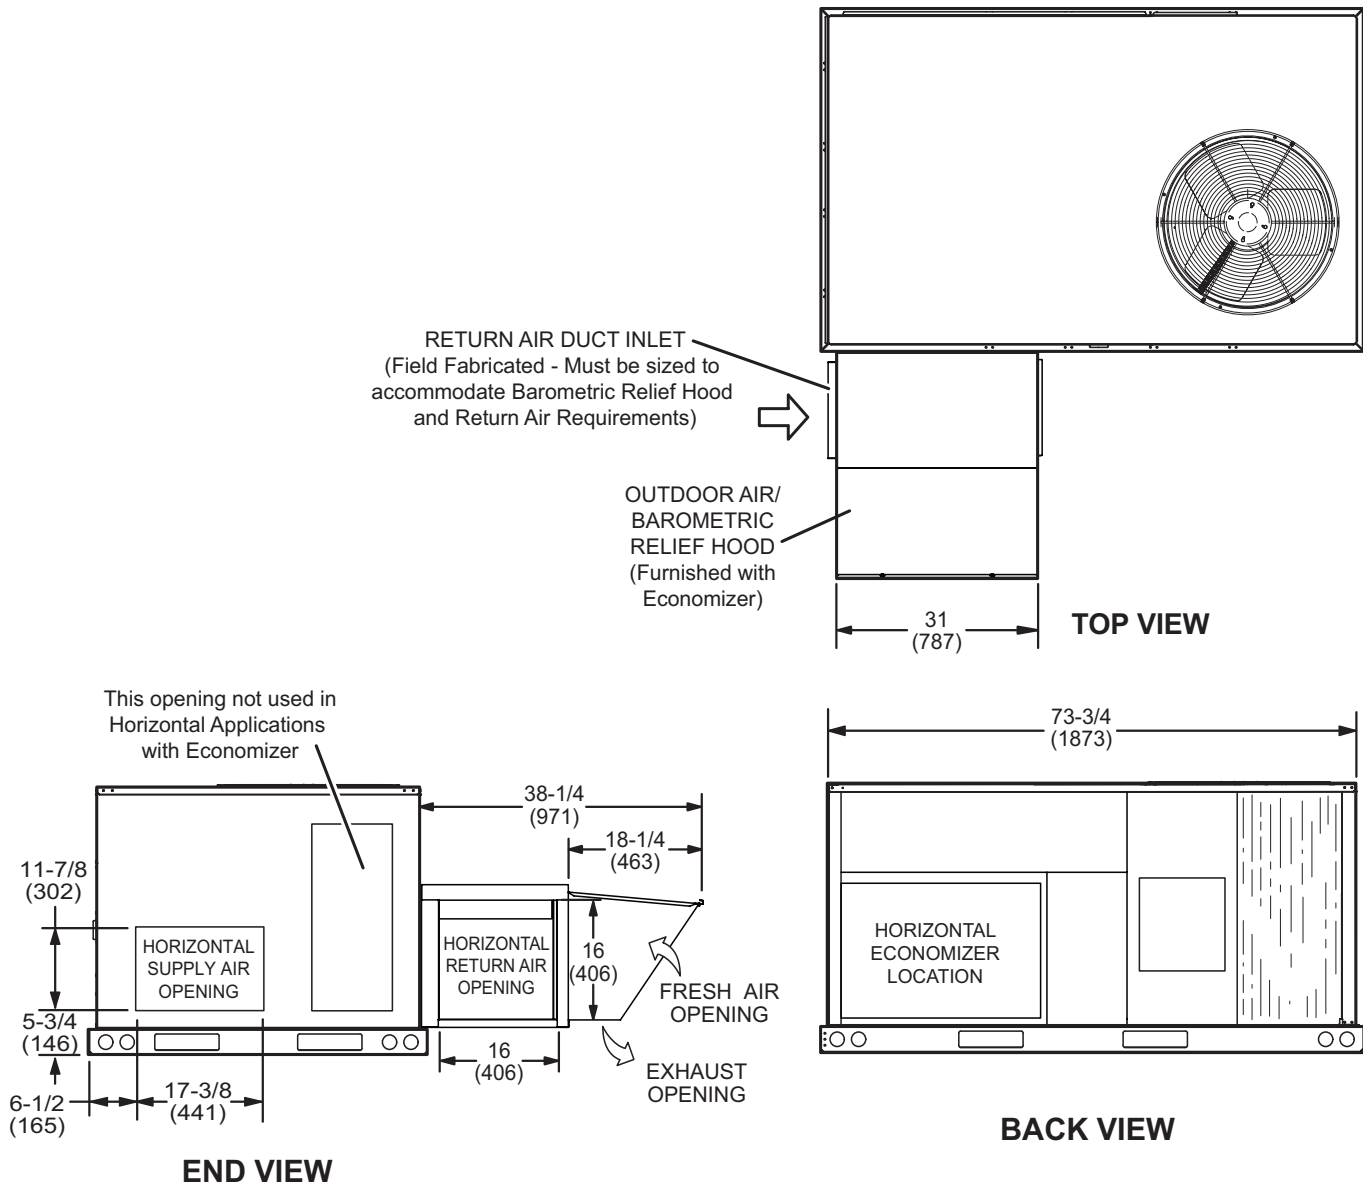 RETURN AIR DUCT INLET
(Field Fabricated - Must be sized to
accommodate Barometric Relief Hood
and Return Air Requirements)
OUTDOOR AIR/
BAROMETRIC
RELIEF HOOD
(Furnished with
Economizer)
31
(787)
TOP VIEW
This opening not used in
Horizontal Applications
with Economizer
38-1/4
(971)
18-1/4
(463)
11-7/8
(302)
HORIZONTAL
SUPPLY AIR
OPENING
HORIZONTAL
RETURN AIR
OPENING
16
(406)
FRESH AIR
OPENING
5-3/4
(146)
16
(406)
EXHAUST
OPENING
6-1/2
(165)
17-3/8
(441)
END VIEW
73-3/4
(1873)
HORIZONTAL
ECONOMIZER
LOCATION
BACK VIEW